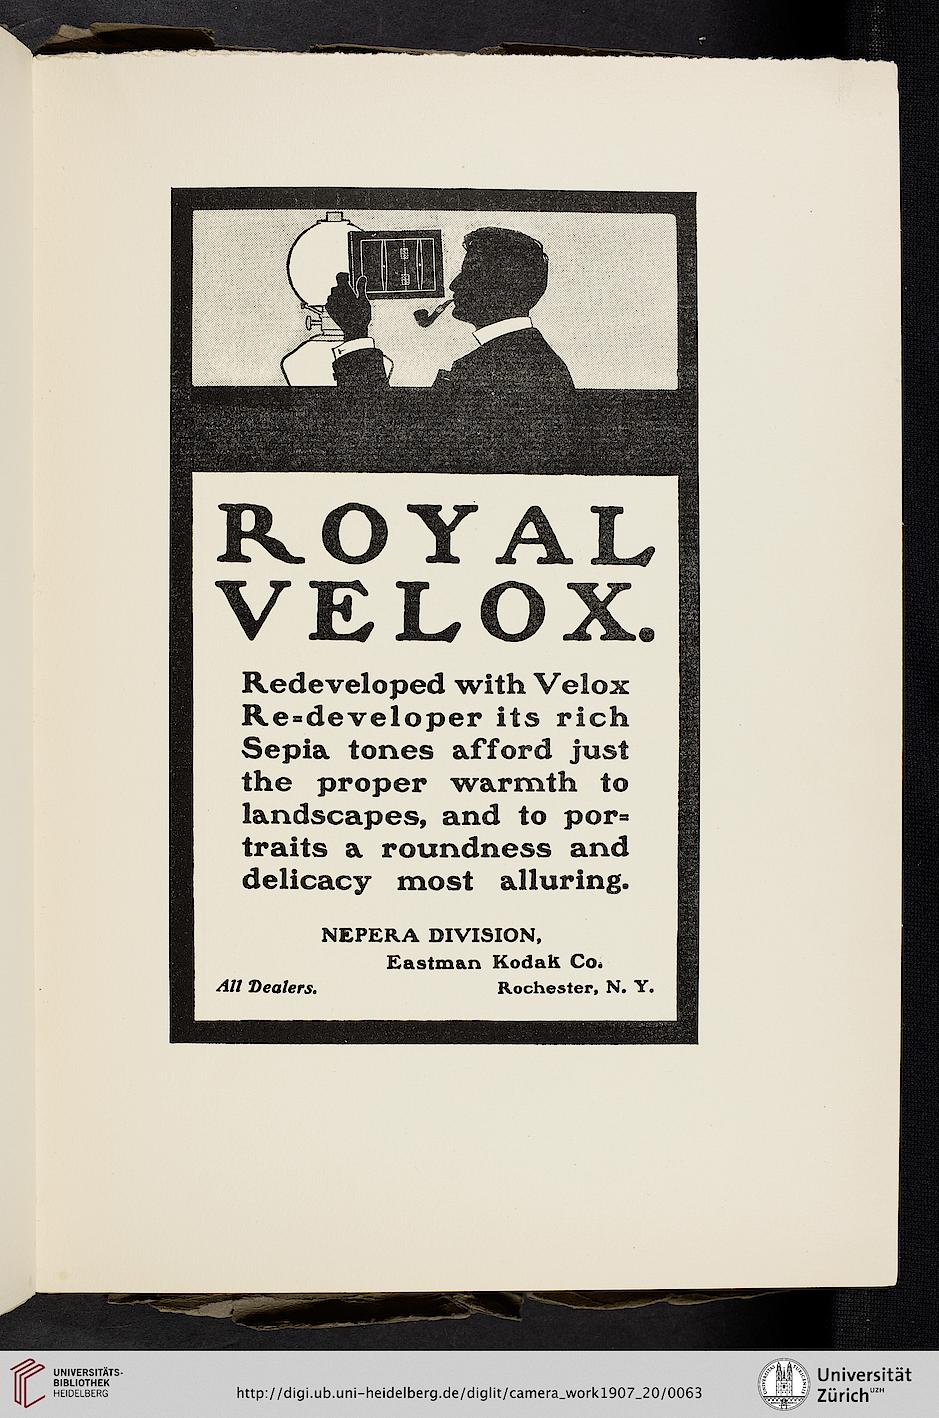 ROYAL
VELOX.
Redeveloped with Velox
Re=developer its rich
Sepia tones afford just
the proper warmth to
landscapes, and to por=
traits a roundness and
delicacy most alluring.
NEPERA DIVISION,
Eastman Kodak Co.
All Dealers. Rochester, N. Y.
UNIVERSITÄTS-
BIBLIOTHEK
HEIDELBERG
http://digi.ub.uni-heidelberg.de/diglit/camera_work1907_20/0063
Universität
Zürich UZH